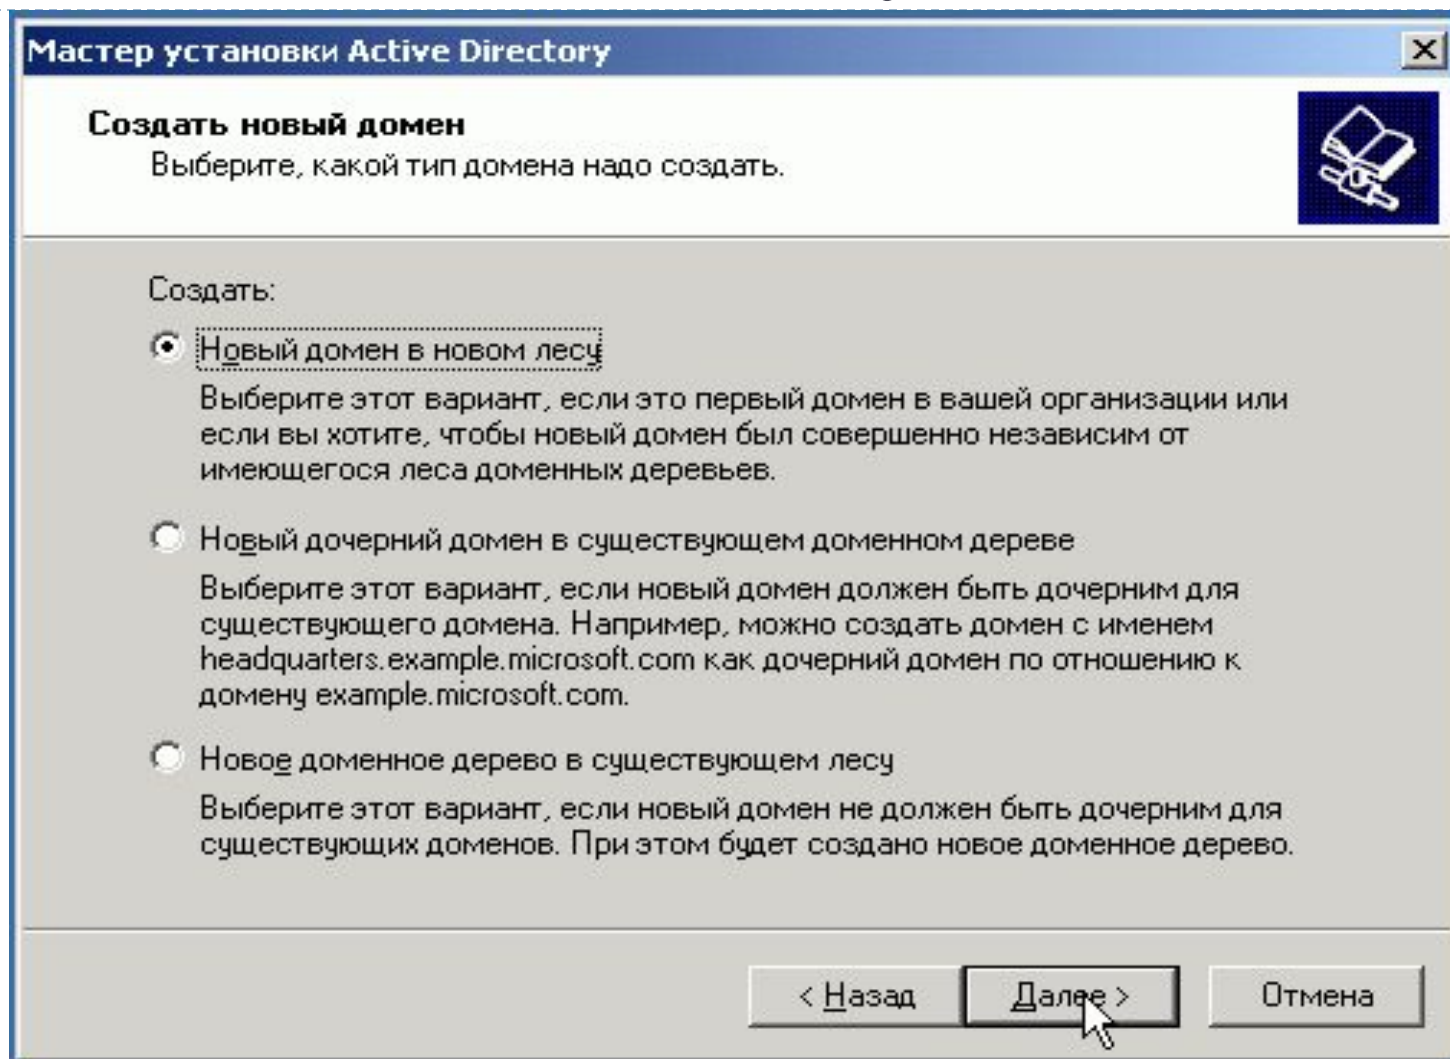 Мастер установки Active Directory
Создать новый домен
Выберите, какой тип домена надо создать.
Создать:
Новый домен в новом лесу
Выберите этот вариант, если это первый домен в вашей организации или
если вы хотите, чтобы новый домен был совершенно независим от
имеющегося леса доменных деревьев.
Новый дочерний домен в существующем доменном дереве
Выберите этот вариант, если новый домен должен быть дочерним для
существующего домена. Например, можно создать домен с именем
headquarters.example.microsoft.com как дочерний домен по отношению к
домену example.microsoft.com.
Новое доменное дерево в существующем лесу
Выберите этот вариант, если новый домен не должен быть дочерним для
существующих доменов. При этом будет создано новое доменное дерево.
< Назад Далее > Отмена